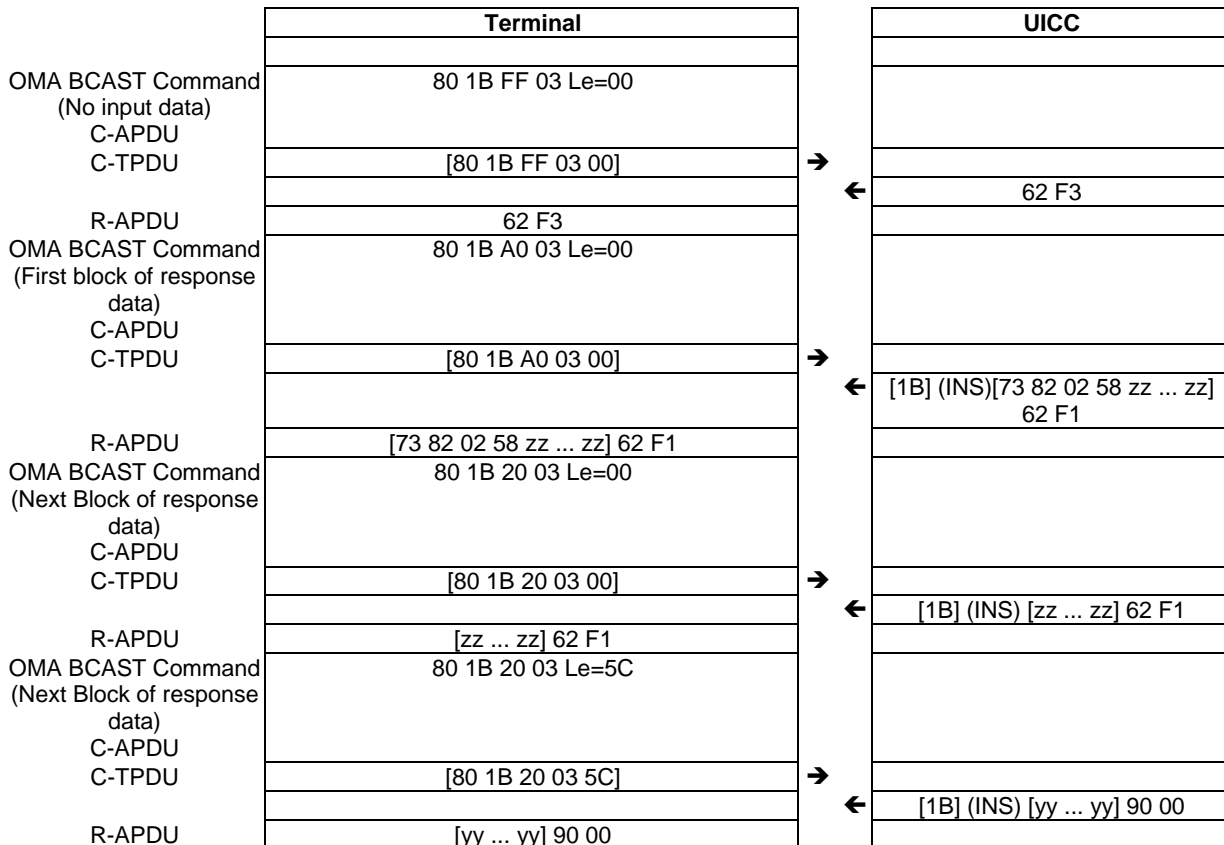 Terminal UICC
OMA BCAST Command 80 1B FF 03 Le=00
(No input data)
C-APDU
C-TPDU [80 1B FF 03 00] ➔
🡸 62 F3
R-APDU 62 F3
OMA BCAST Command 80 1B A0 03 Le=00
(First block of response
data)
C-APDU
C-TPDU [80 1B A0 03 00] ➔
🡸 [1B] (INS)[73 82 02 58 zz ... zz]
62 F1
R-APDU [73 82 02 58 zz ... zz] 62 F1
OMA BCAST Command 80 1B 20 03 Le=00
(Next Block of response
data)
C-APDU
C-TPDU [80 1B 20 03 00] ➔
🡸 [1B] (INS) [zz ... zz] 62 F1
R-APDU [zz ... zz] 62 F1
OMA BCAST Command 80 1B 20 03 Le=5C
(Next Block of response
data)
C-APDU
C-TPDU [80 1B 20 03 5C] ➔
🡸 [1B] (INS) [yy ... yy] 90 00
R-APDU [yy ... yy] 90 00